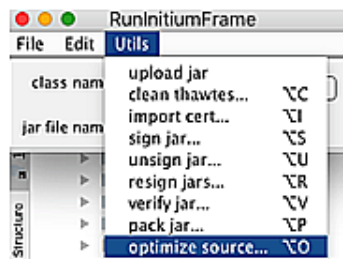 RunInitiumFrame
File Edit Utils
class nam
jar file nam
upload jar
clean thawtes... ⌥C
import cert... ⌥I
sign jar... ⌥S
unsign jar... ⌥U
resign jars... ⌥R
verify jar... ⌥V
pack jar... ⌥P
optimize source... ⌥O
Structure